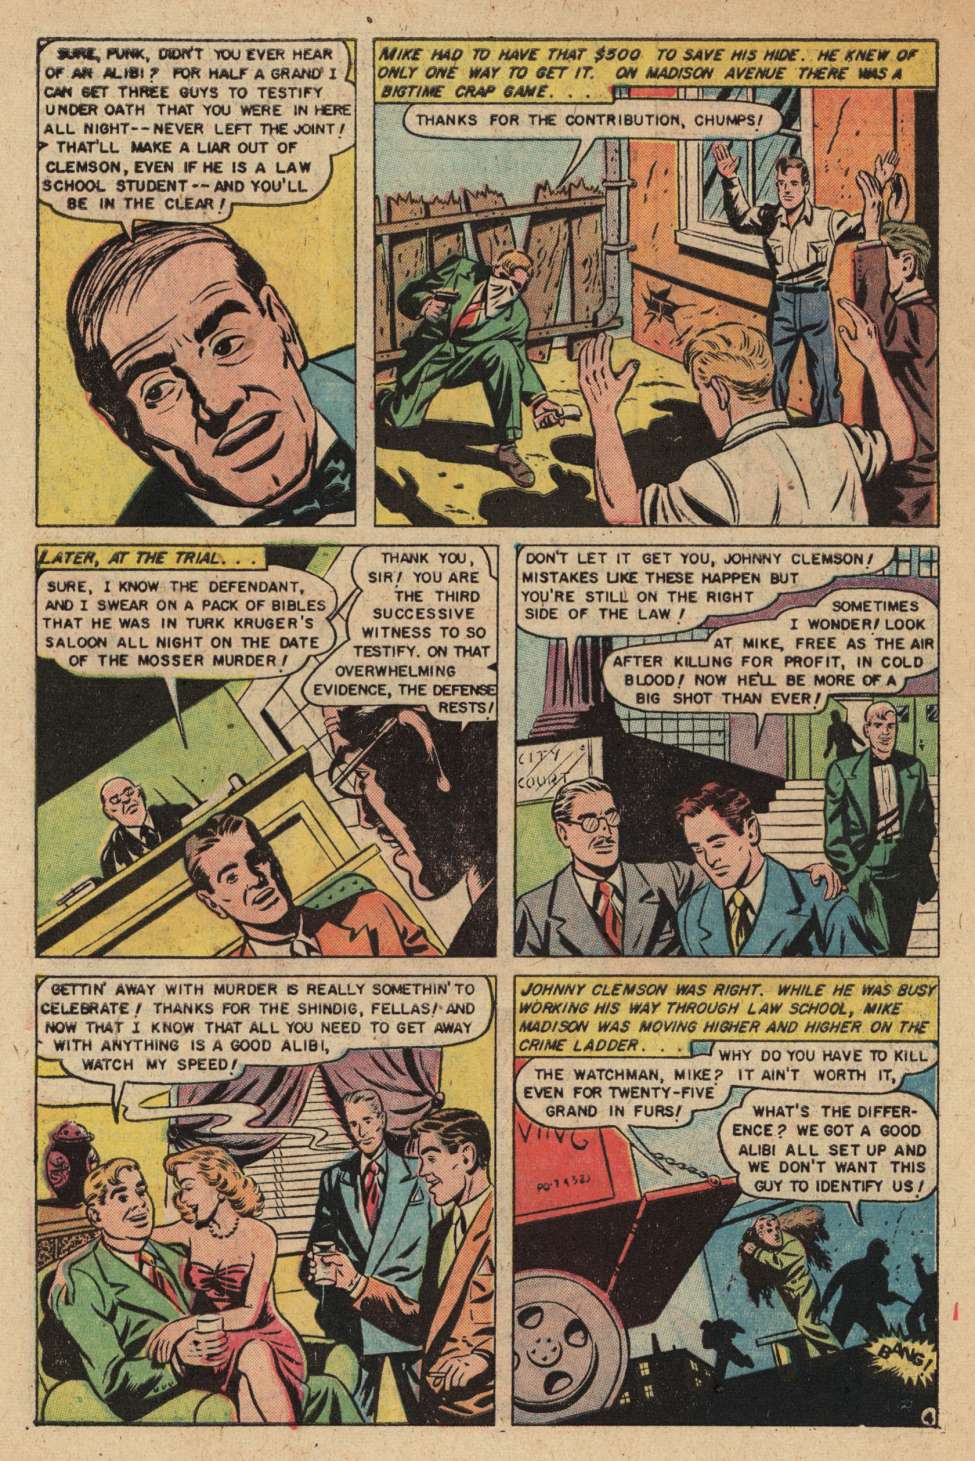 SURE, PUNK, DIDN'T YOU EVER HEAR
OF AN ALIBI? FOR HALF A GRAND I
CAN GET THREE GUYS TO TESTIFY
UNDER OATH THAT YOU WERE IN HERE
ALL NIGHT--NEVER LEFT THE JOINT!
THAT'LL MAKE A LIAR OUT OF
CLEMSON, EVEN IF HE IS A LAW
SCHOOL STUDENT--AND YOU'LL
BE IN THE CLEAR!
MIKE HAD TO HAVE THAT $500 TO SAVE HIS HIDE. HE KNEW OF
ONLY ONE WAY TO GET IT. ON MADISON AVENUE THERE WAS A
BIGTIME CRAP GAME. . . .
THANKS FOR THE CONTRIBUTION, CHUMPS!
LATER, AT THE TRIAL. . .
SURE, I KNOW THE DEFENDANT,
AND I SWEAR ON A PACK OF BIBLES
THAT HE WAS IN TURK KRUGER'S
SALOON ALL NIGHT ON THE DATE
OF THE MOSSER MURDER!
THANK YOU,
SIR! YOU ARE
THE THIRD
SUCCESSIVE
WITNESS TO SO
TESTIFY. ON THAT
OVERWHELMING
EVIDENCE, THE DEFENSE
RESTS!
DON'T LET IT GET YOU, JOHNNY CLEMSON!
MISTAKES LIKE THESE HAPPEN BUT
YOU'RE STILL ON THE RIGHT
SIDE OF THE LAW!
SOMETIMES
I WONDER! LOOK
AT MIKE, FREE AS THE AIR
AFTER KILLING FOR PROFIT, IN COLD
BLOOD! NOW HE'LL BE MORE OF A
BIG SHOT THAN EVER!
CITY
COURT
GETTIN' AWAY WITH MURDER IS REALLY SOMETHIN' TO
CELEBRATE! THANKS FOR THE SHINDIG, FELLAS! AND
NOW THAT I KNOW THAT ALL YOU NEED TO GET AWAY
WITH ANYTHING IS A GOOD ALIBI,
WATCH MY SPEED!
JOHNNY CLEMSON WAS RIGHT. WHILE HE WAS BUSY
WORKING HIS WAY THROUGH LAW SCHOOL, MIKE
MADISON WAS MOVING HIGHER AND HIGHER ON THE
CRIME LADDER. . . .
WHY DO YOU HAVE TO KILL
THE WATCHMAN, MIKE? IT AIN'T WORTH IT,
EVEN FOR TWENTY-FIVE
GRAND IN FURS!
WHAT'S THE DIFFER-
ENCE? WE GOT A GOOD
ALIBI ALL SET UP AND
WE DON'T WANT THIS
GUY TO IDENTIFY US!
VING
BANG!
4